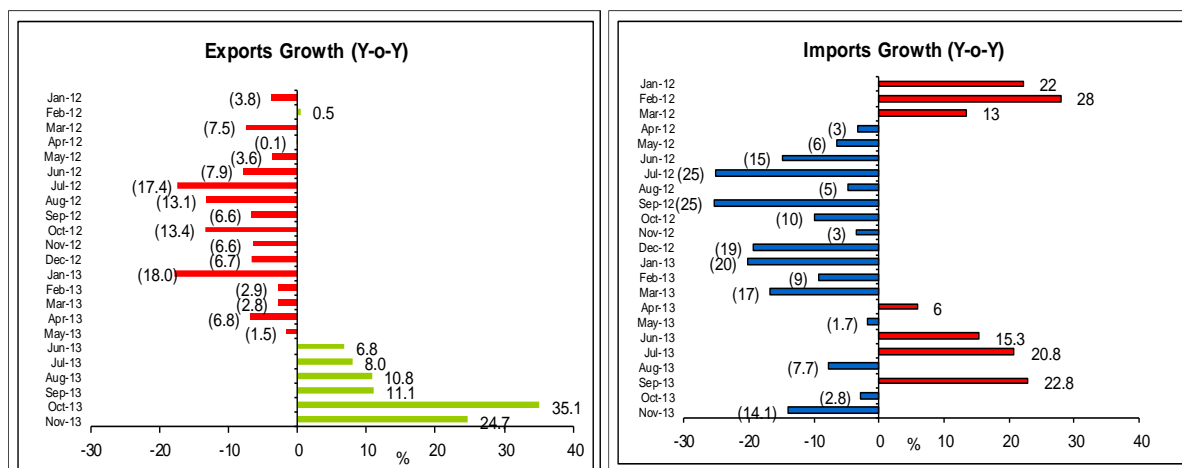 Exports Growth (Y-o-Y)
Jan-12 (3.8)
Feb-12 0.5
Mar-12 (7.5)
Apr-12 (0.1)
May-12 (3.6)
Jun-12 (7.9)
Jul-12 (17.4)
Aug-12 (13.1)
Sep-12 (6.6)
Oct-12 (13.4)
Nov-12 (6.6)
Dec-12 (6.7)
Jan-13 (18.0)
Feb-13 (2.9)
Mar-13 (2.8)
Apr-13 (6.8)
May-13 (1.5)
Jun-13 6.8
Jul-13 8.0
Aug-13 10.8
Sep-13 11.1
Oct-13 35.1
Nov-13 24.7
-30 -20 -10 0 10 20 30 40
%
Imports Growth (Y-o-Y)
Jan-12 22
Feb-12 28
Mar-12 13
Apr-12 (3)
May-12 (6)
Jun-12 (15)
Jul-12 (25)
Aug-12 (5)
Sep-12 (25)
Oct-12 (10)
Nov-12 (3)
Dec-12 (19)
Jan-13 (20)
Feb-13 (9)
Mar-13 (17)
Apr-13 6
May-13 (1.7)
Jun-13 15.3
Jul-13 20.8
Aug-13 (7.7)
Sep-13 22.8
Oct-13 (2.8)
Nov-13 (14.1)
-30 -20 -10 0 10 20 30 40
%